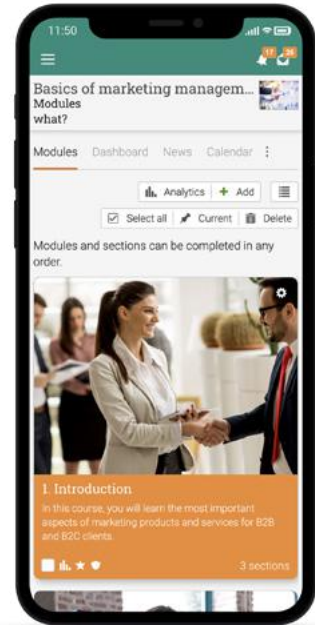 11:50
17
26
Basics of marketing managem...
Modules
what?
Modules Dashboard News Calendar
Analytics + Add
Select all Current Delete
Modules and sections can be completed in any
order.
1. Introduction
In this course, you will learn the most important
aspects of marketing products and services for B2B
and B2C clients.
3 sections